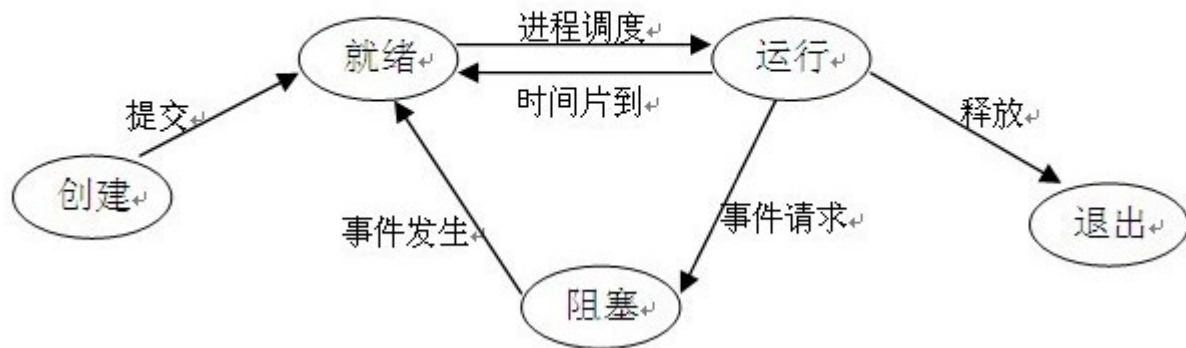 进程调度
就绪
运行
时间片到
提交
释放
创建
事件发生
事件请求
退出
阻塞